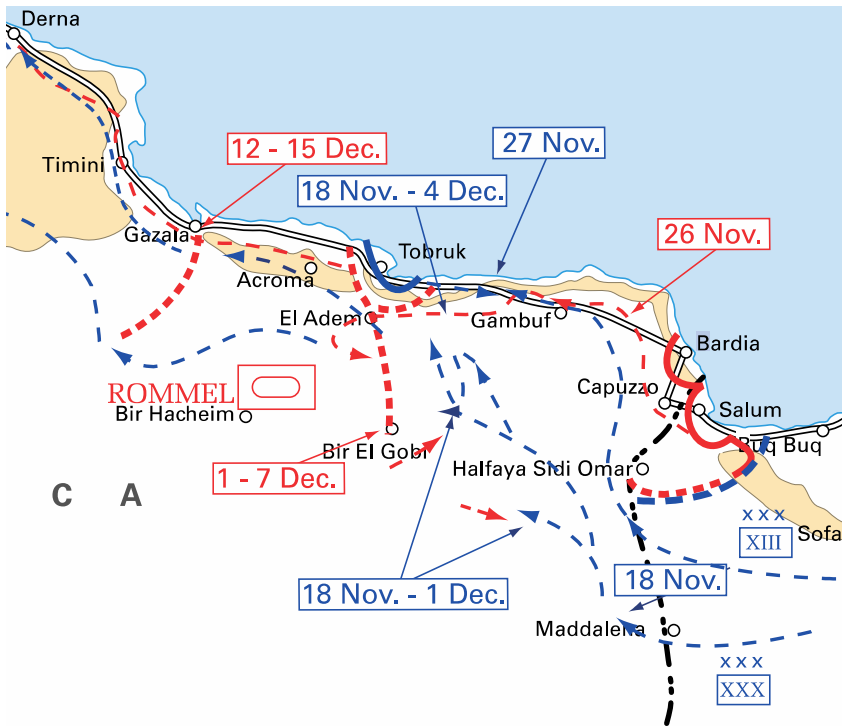 Derna
12 - 15 Dec.
27 Nov.
Timini
18 Nov. - 4 Dec.
Gazala
Tobruk
26 Nov.
Acroma
El Adem
Gambuf
Bardia
ROMMEL
Capuzzo
Bir Hacheim
Salum
Bir El Gobi
Buq Buq
1 - 7 Dec.
Halfaya Sidi Omar
C A
xxx
XIII
Sofa
18 Nov. - 1 Dec.
18 Nov.
Maddalena
xxx
XXX